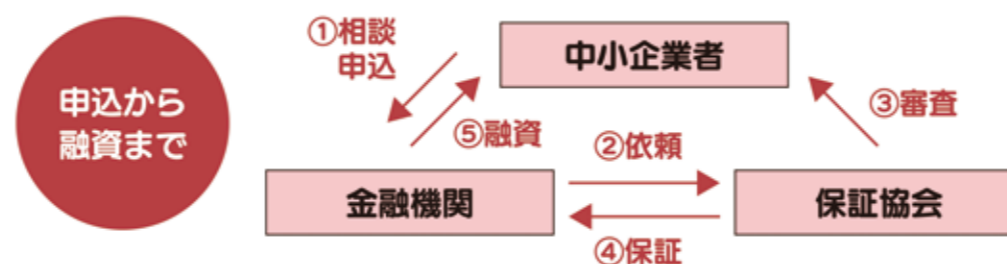 申込から
融資まで
①相談
申込
中小企業者
③審査
⑤融資
②依頼
金融機関
保証協会
④保証